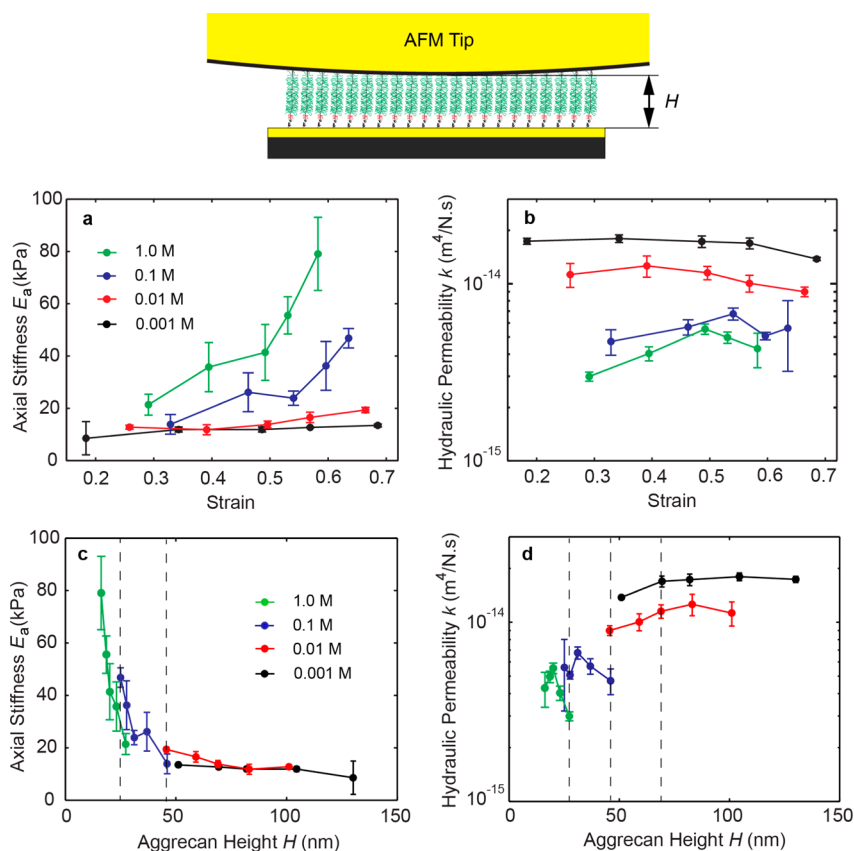 AFM Tip
H
a
Axial Stiffness Ea (kPa)
100
80
60
40
20
0
1.0 M
0.1 M
0.01 M
0.001 M
0.2 0.3 0.4 0.5 0.6 0.7
Strain
b
Hydraulic Permeability k (m⁴/N.s)
10⁻¹⁴
10⁻¹⁵
0.2 0.3 0.4 0.5 0.6 0.7
Strain
c
Axial Stiffness Ea (kPa)
100
80
60
40
20
0
1.0 M
0.1 M
0.01 M
0.001 M
0 50 100 150
Aggrecan Height H (nm)
d
Hydraulic Permeability k (m⁴/N.s)
10⁻¹⁴
10⁻¹⁵
0 50 100 150
Aggrecan Height H (nm)